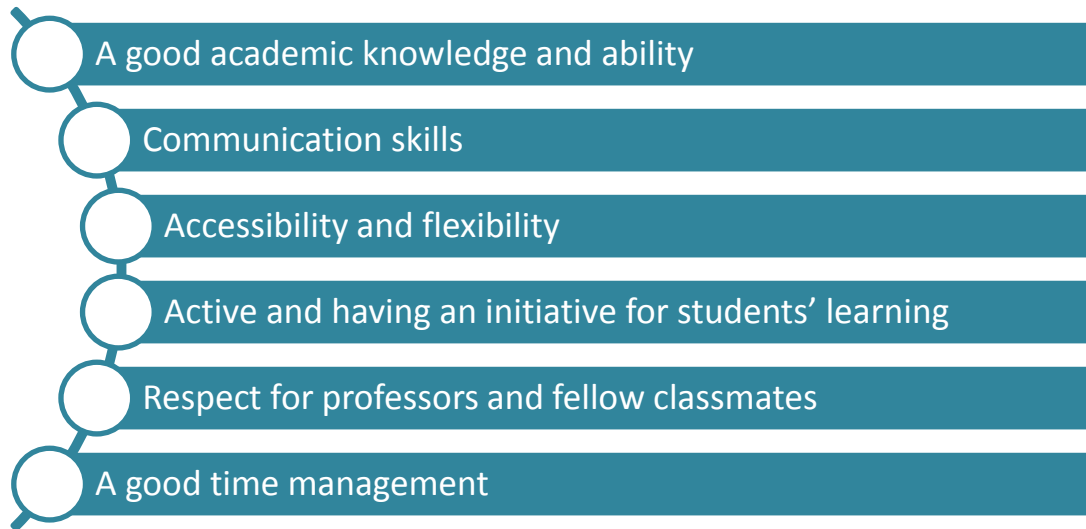 A good academic knowledge and ability
Communication skills
Accessibility and flexibility
Active and having an initiative for students’ learning
Respect for professors and fellow classmates
A good time management